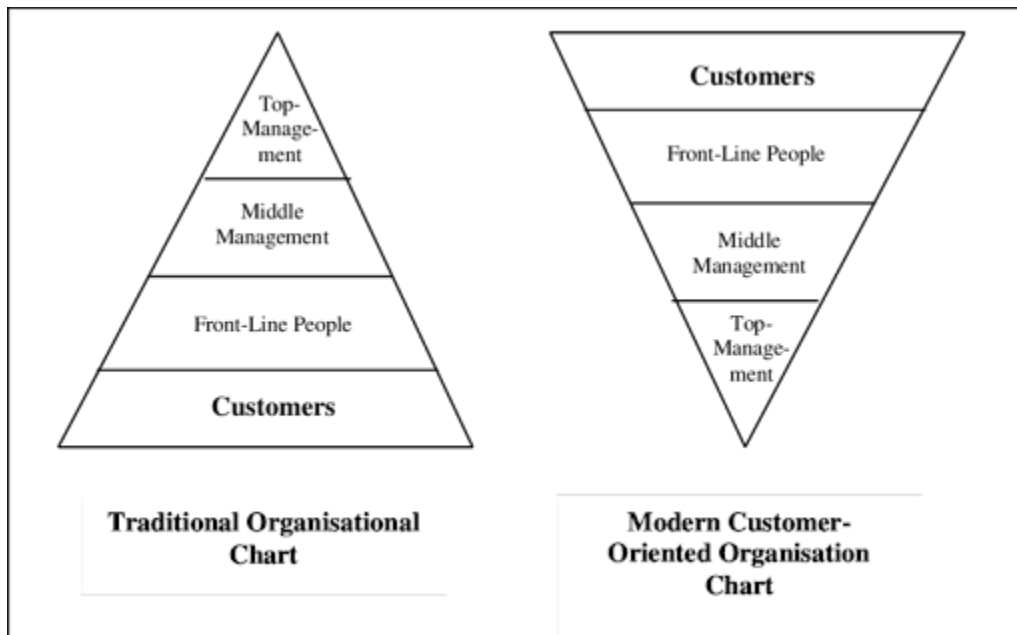 Top-
Manage-
ment
Middle
Management
Front-Line People
Customers
Traditional Organisational
Chart
Customers
Front-Line People
Middle
Management
Top-
Manage-
ment
Modern Customer-
Oriented Organisation
Chart